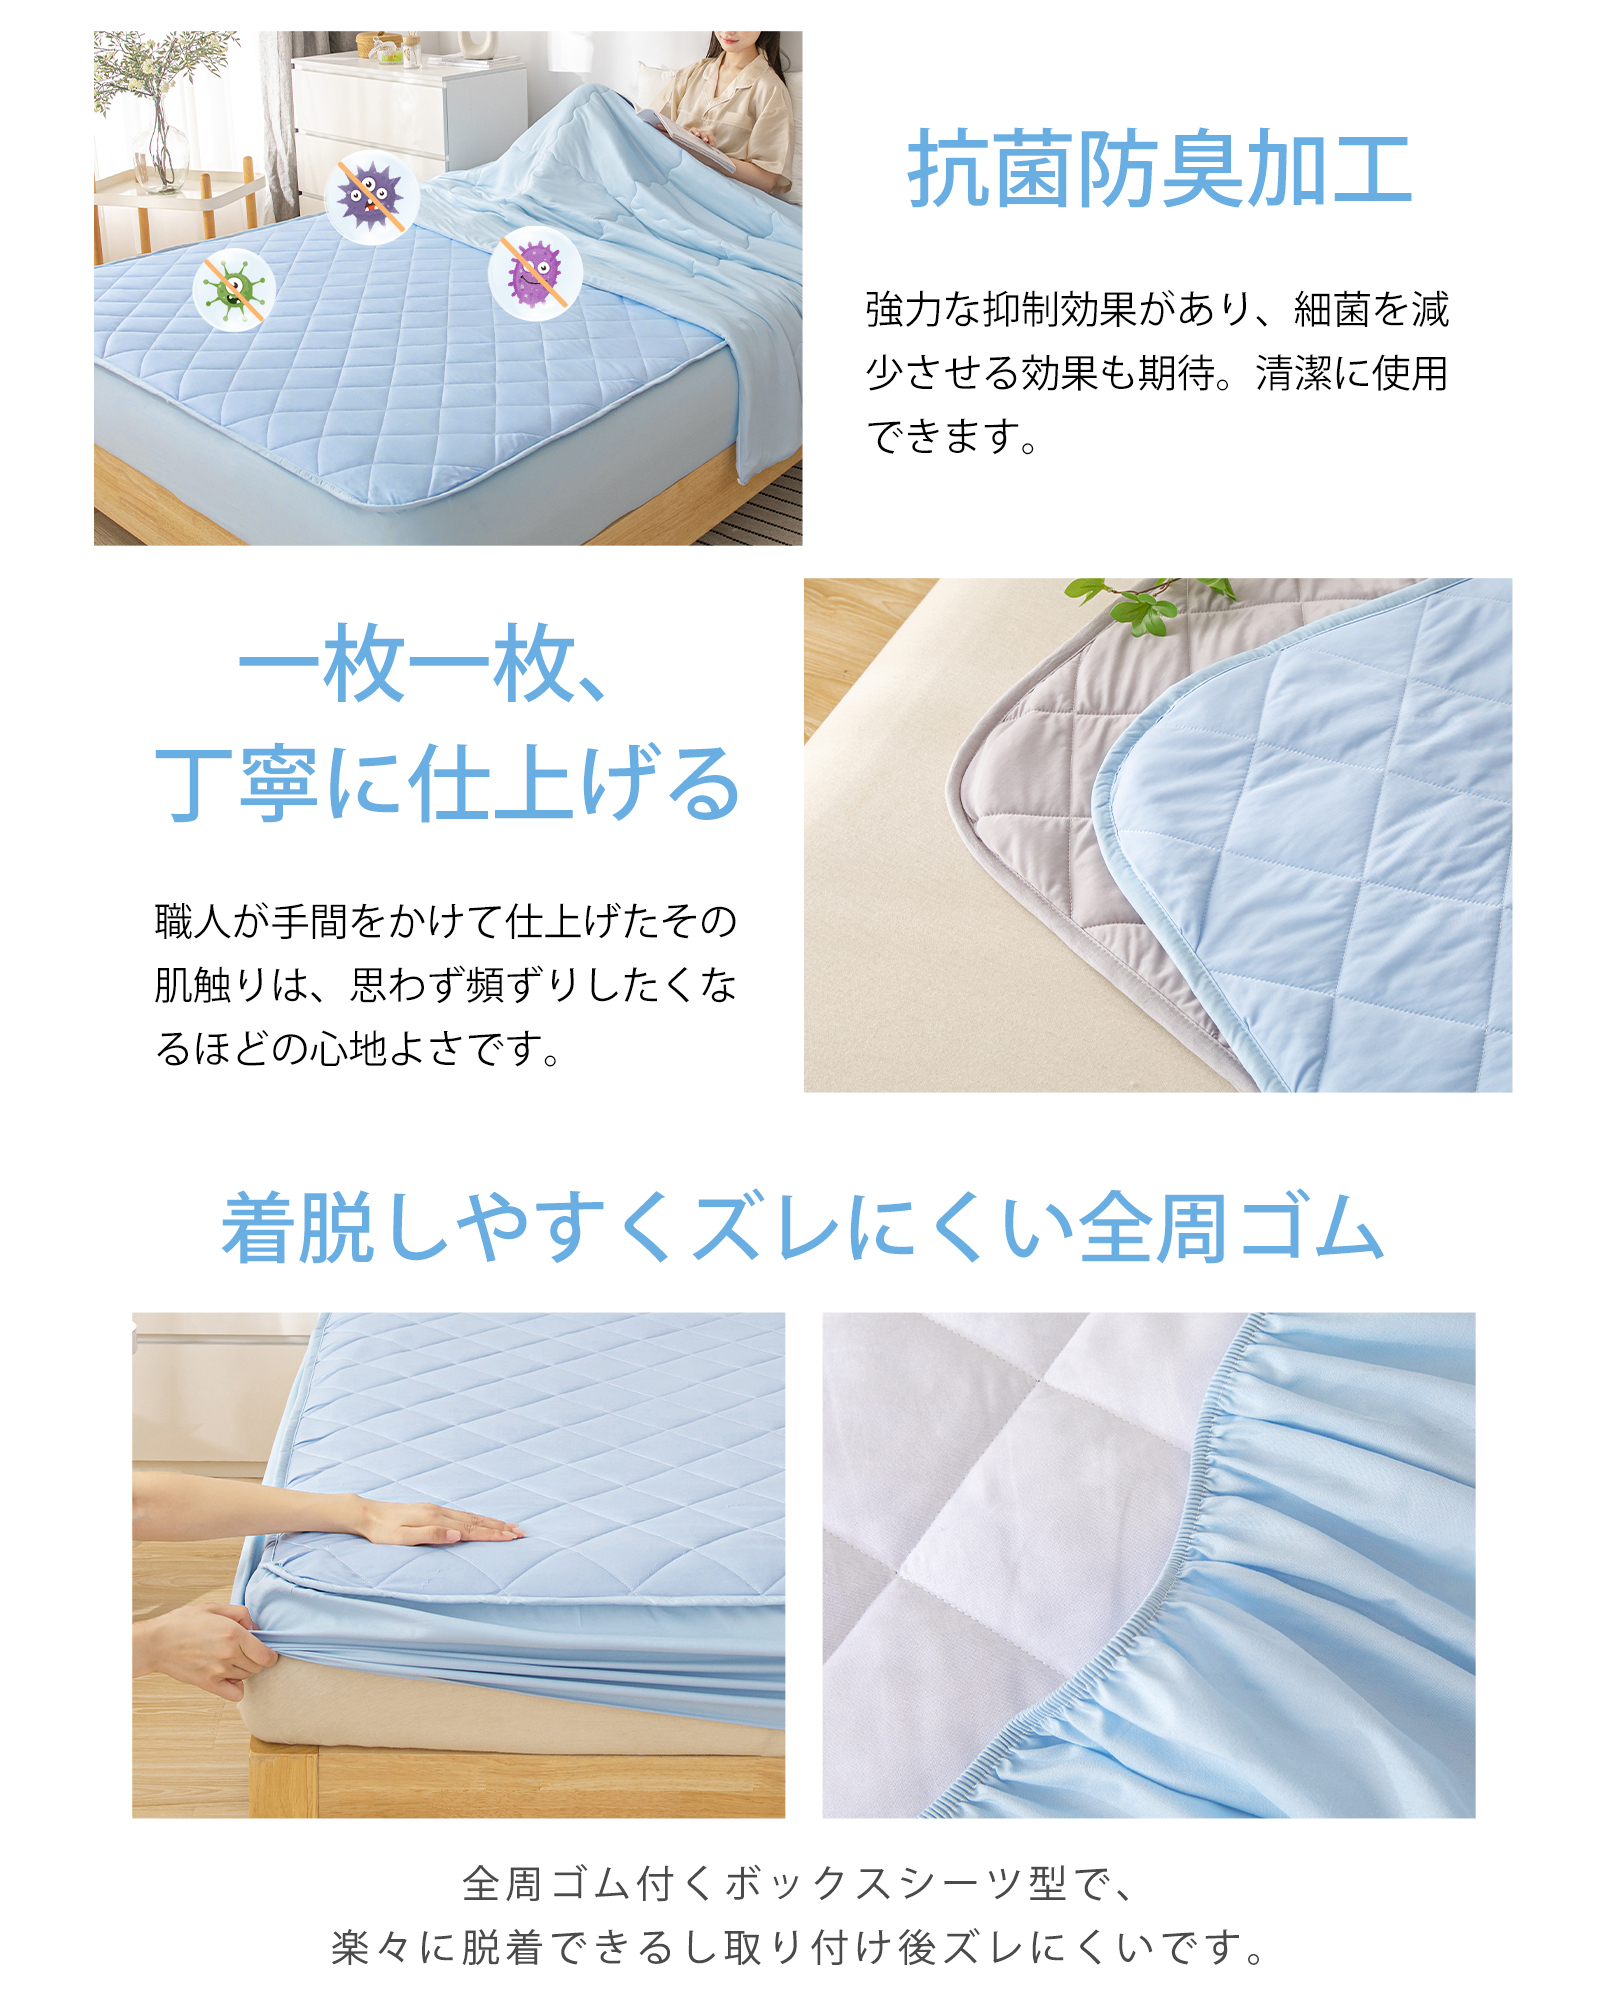 抗菌防臭加工
強力な抑制効果があり、細菌を減
少させる効果も期待。清潔に使用
できます。
一枚一枚、
丁寧に仕上げる
職人が手間をかけて仕上げたその
肌触りは、思わず頻ずりしたくな
るほどの心地よさです。
着脱しやすくズレにくい全周ゴム
全周ゴム付くボックスシーツ型で、
楽々に脱着できるし取り付け後ズレにくいです。